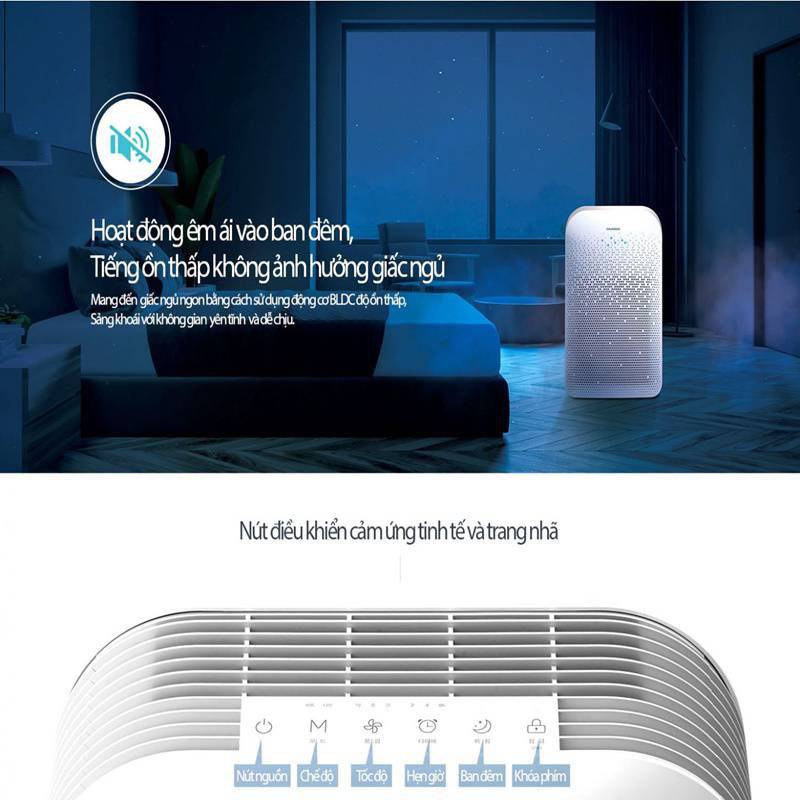 Hoạt động êm ái vào ban đêm,
Tiếng ồn thấp không ảnh hưởng giấc ngủ
Mang đến giấc ngủ ngon bằng cách sử dụng động cơ BLDC độ ồn thấp,
Sảng khoái với không gian yên tĩnh và dễ chịu.
Nút điều khiển cảm ứng tinh tế và trang nhã
M
Nút nguồn Chế độ Tốc độ Hẹn giờ Ban đêm Khóa phím